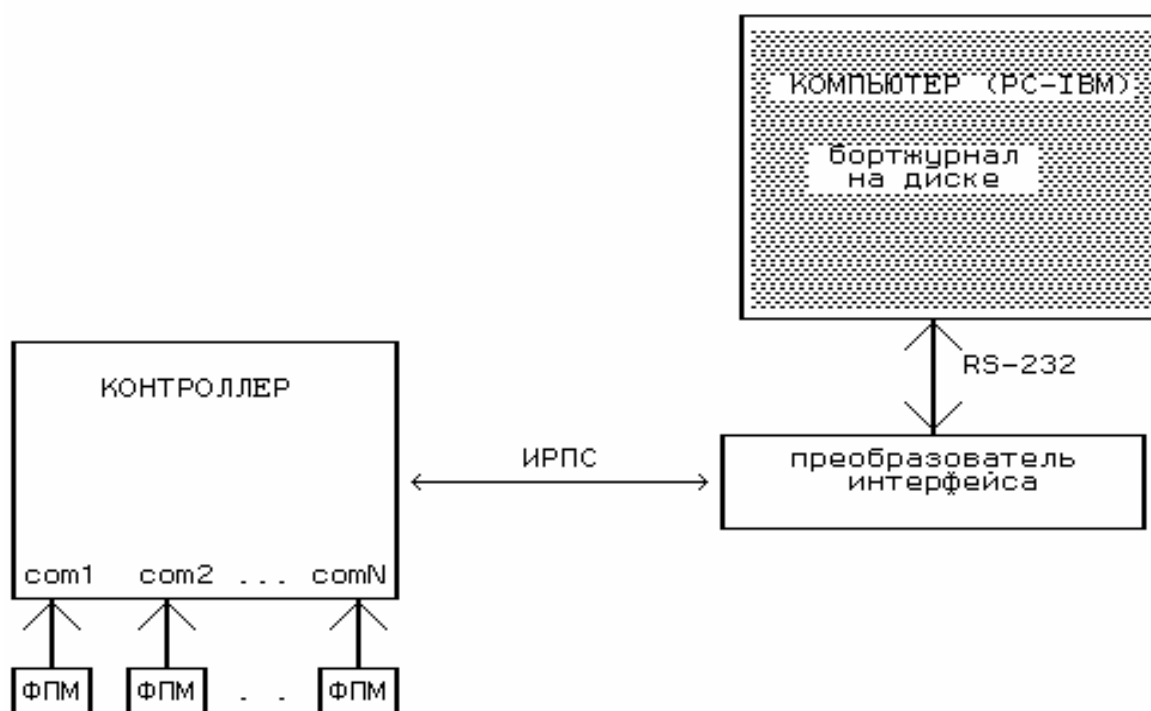 КОМПЬЮТЕР (PC-IBM)
бортжурнал
на диске
RS-232
КОНТРОЛЛЕР
ИРПС
преобразователь
интерфейса
com1 com2 ... comN
ФПМ ФПМ . . ФПМ